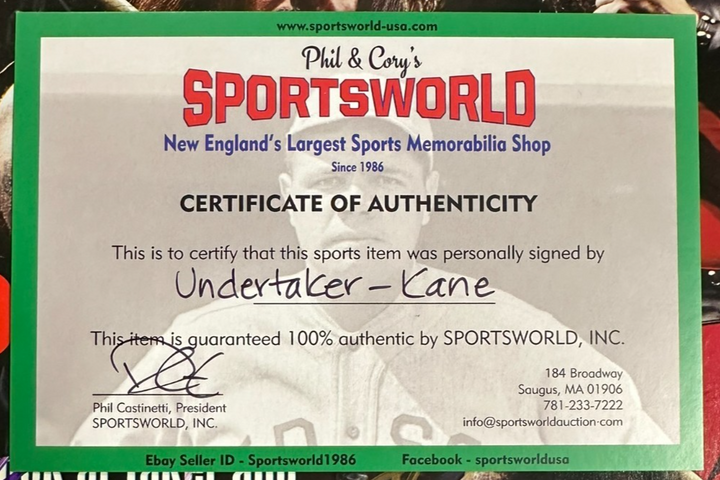 www.sportsworld-usa.com
Phil & Cory's
SPORTSWORLD
New England's Largest Sports Memorabilia Shop
Since 1986
CERTIFICATE OF AUTHENTICITY
This is to certify that this sports item was personally signed by
Undertaker - Kane
This item is guaranteed 100% authentic by SPORTSWORLD, INC.
Phil Castinetti, President
SPORTSWORLD, INC.
184 Broadway
Saugus, MA 01906
781-233-7222
info@sportsworldauction.com
Ebay Seller ID - Sportsworld1986 Facebook - sportsworldusa